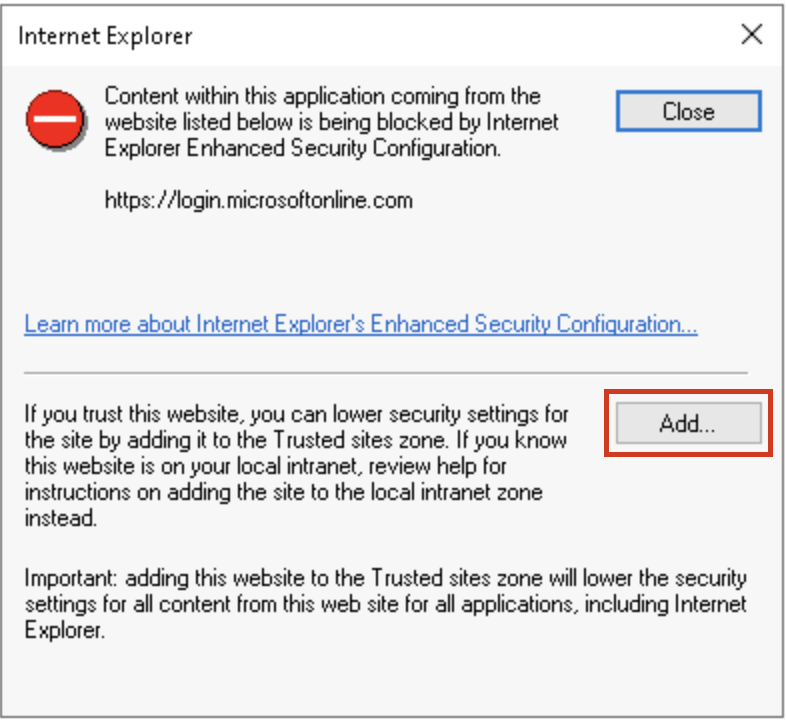 Internet Explorer
Content within this application coming from the
website listed below is being blocked by Internet
Explorer Enhanced Security Configuration.
Close
https://login.microsoftonline.com
Learn more about Internet Explorer's Enhanced Security Configuration...
If you trust this website, you can lower security settings for
the site by adding it to the Trusted sites zone. If you know
this website is on your local intranet, review help for
instructions on adding the site to the local intranet zone
instead.
Add...
Important: adding this website to the Trusted sites zone will lower the security
settings for all content from this web site for all applications, including Internet
Explorer.